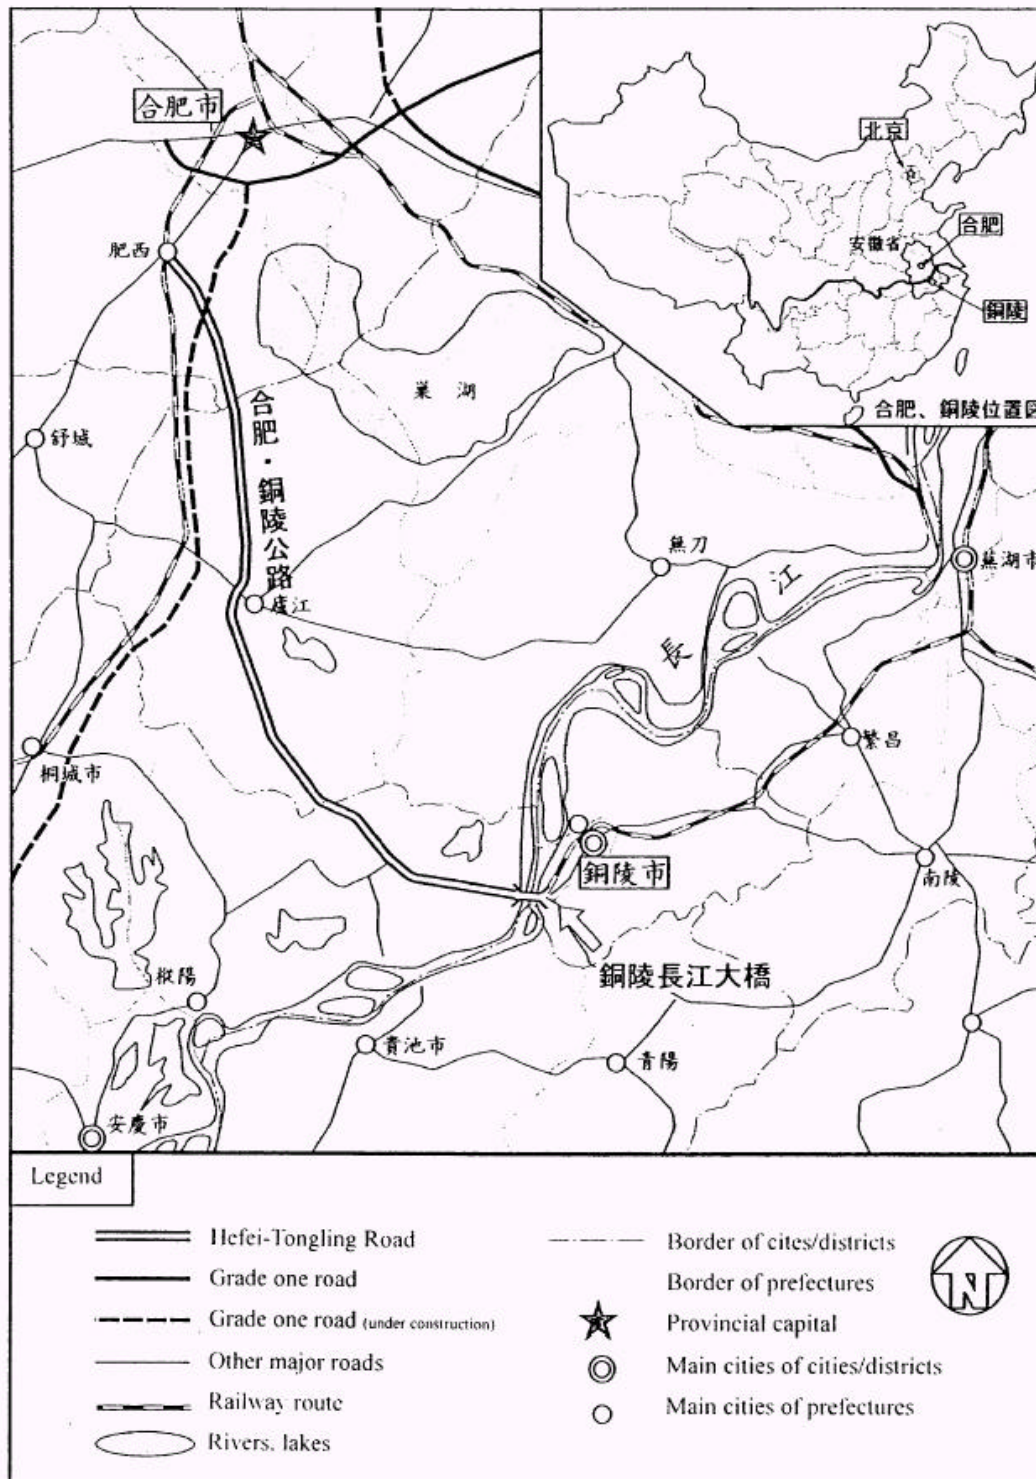 合肥市
肥西
巢湖
舒城
合肥・銅陵公路
廬江
無刀
江
長
蕪湖市
繁昌
桐城市
銅陵市
南陵
銅陵長江大橋
樅陽
貴池市
青陽
安慶市
北京
合肥
安徽省
銅陵
合肥、銅陵位置図
Legend
Hefei-Tongling Road
Grade one road
Grade one road (under construction)
Other major roads
Railway route
Rivers. lakes
Border of cites/districts
Border of prefectures
Provincial capital
Main cities of cities/districts
Main cities of prefectures
N